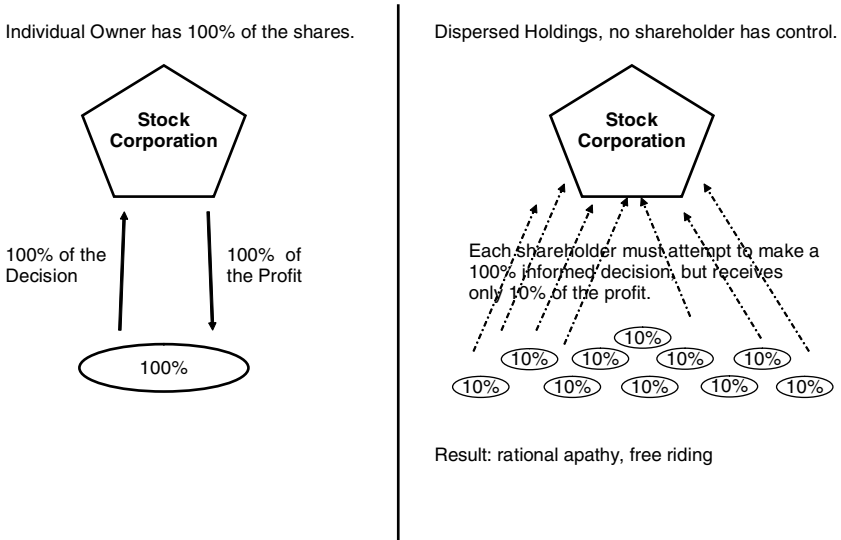 Individual Owner has 100% of the shares.
Stock
Corporation
100% of the
Decision
100% of
the Profit
100%
Dispersed Holdings, no shareholder has control.
Stock
Corporation
Each shareholder must attempt to make a
100% informed decision, but receives
only 10% of the profit.
10%
10%
10%
10%
10%
10%
10%
10%
10%
10%
Result: rational apathy, free riding